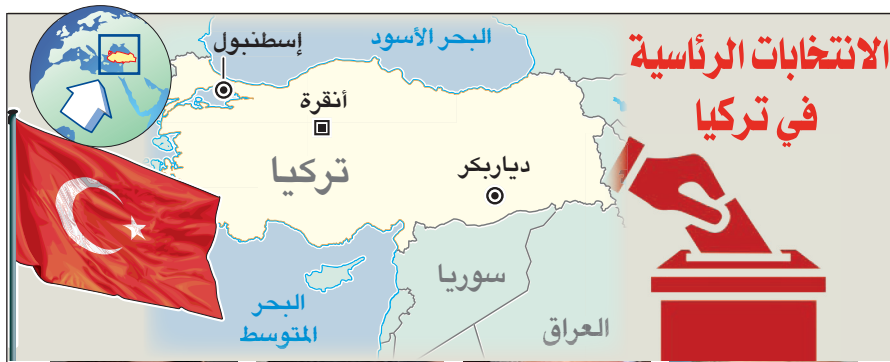 الانتخابات الرئاسية
في تركيا
البحر الأسود
إسطنبول
أنقرة
تركيا
دياربكر
سوريا
العراق
البحر
المتوسط